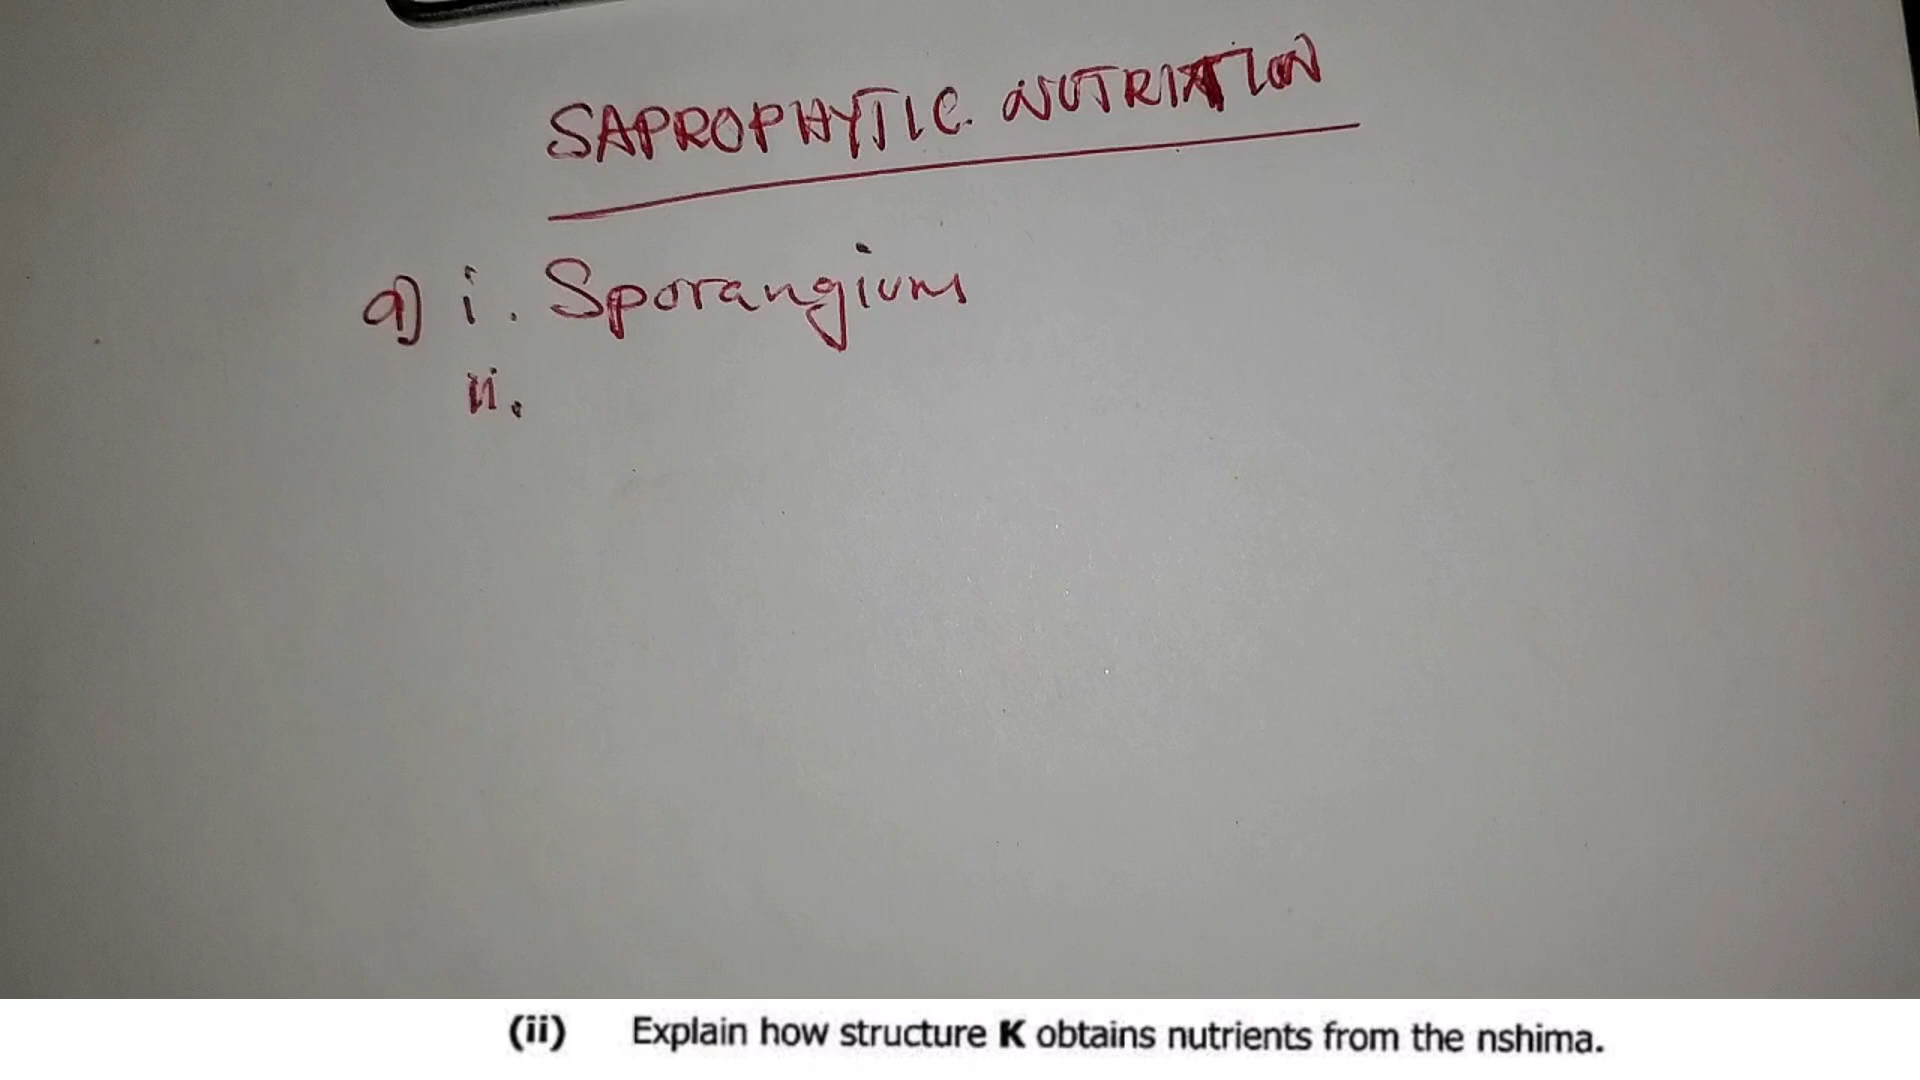 SAPROPHYTIC NUTRITION
a) i. Sporangium
ii.
(ii) Explain how structure K obtains nutrients from the nshima.